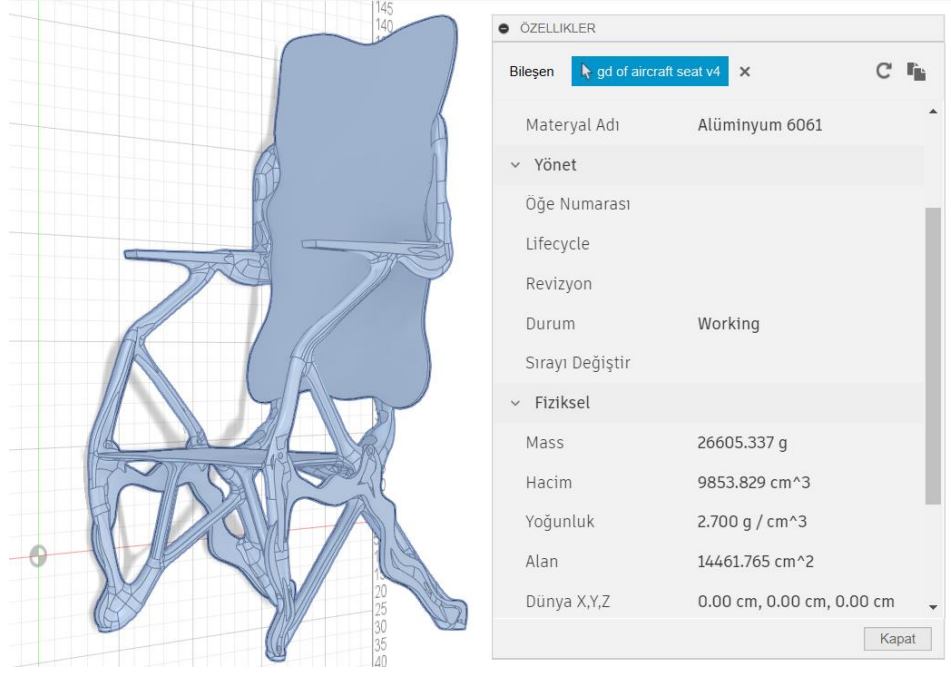 145
140
ÖZELLIKLER
Bileşen gd of aircraft seat v4
Materyal Adı Alüminyum 6061
Yönet
Öğe Numarası
Lifecycle
Revizyon
Durum Working
Sırayı Değiştir
Fiziksel
Mass 26605.337 g
Hacim 9853.829 cm^3
Yoğunluk 2.700 g / cm^3
Alan 14461.765 cm^2
Dünya X,Y,Z 0.00 cm, 0.00 cm, 0.00 cm
Kapat
20
25
30
35
40